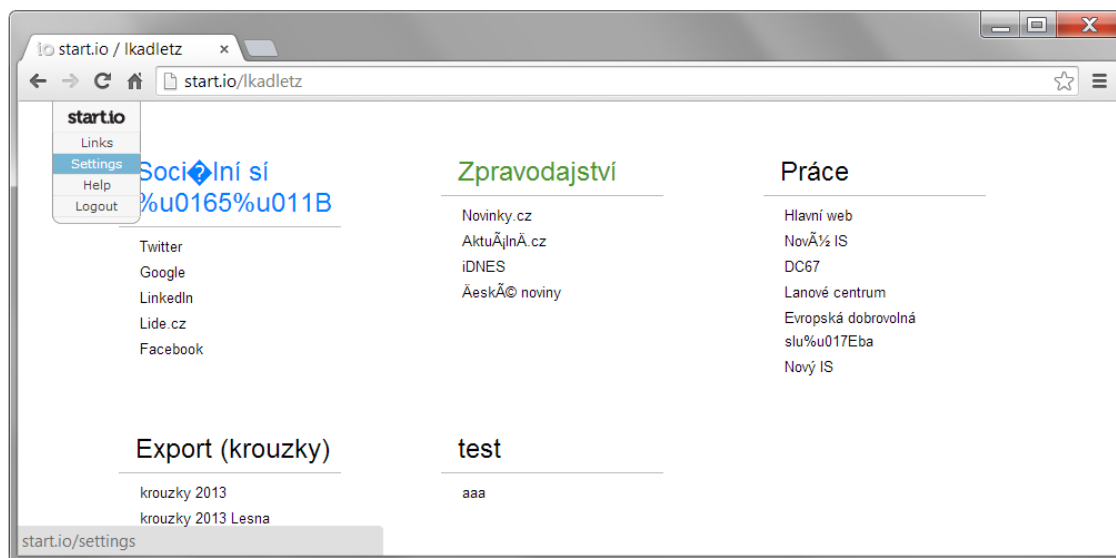 io start.io / lkadletz
start.io/lkadletz
start.io
Links
Settings
Help
Logout
Soci�lní sí
%u0165%u011B
Twitter
Google
LinkedIn
Lide.cz
Facebook
Zpravodajství
Novinky.cz
AktuÃ¡lnÄ.cz
iDNES
ÄeskÃ© noviny
Práce
Hlavní web
NovÃ½ IS
DC67
Lanové centrum
Evropská dobrovolná
slu%u017Eba
Nový IS
Export (krouzky)
krouzky 2013
krouzky 2013 Lesna
test
aaa
start.io/settings